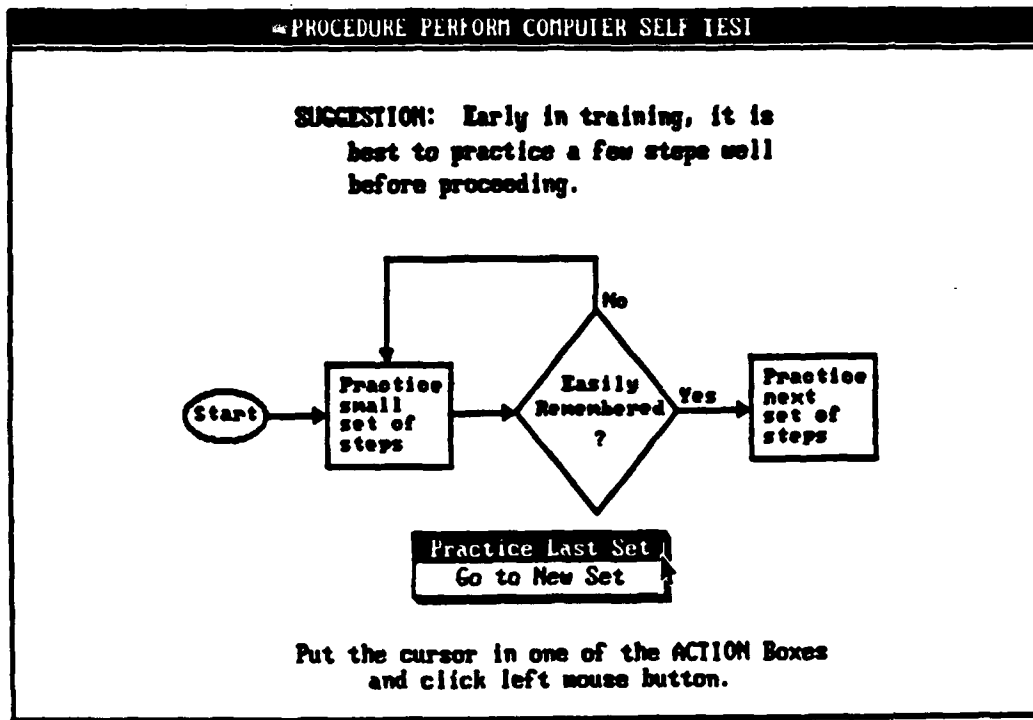 PROCEDURE PERFORM COMPUTER SELF TEST
SUGGESTION: Early in training, it is
best to practice a few steps well
before proceeding.
No
Start
Practice
small
set of
steps
Easily
Remembered
?
Yes
Practice
next
set of
steps
Practice Last Set
Go to New Set
Put the cursor in one of the ACTION Boxes
and click left mouse button.